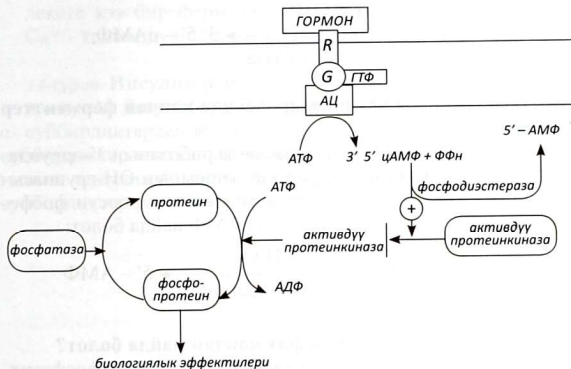 ГОРМОН
R
G
ГТФ
АЦ
АТФ
3′ 5′ цАМФ + ФФн
5′ – АМФ
фосфодиэстераза
+
активдүү
протеинкиназа
активдүү
протеинкиназа
АТФ
АДФ
протеин
фосфатаза
фосфо-
протеин
биологиялык эффектилери